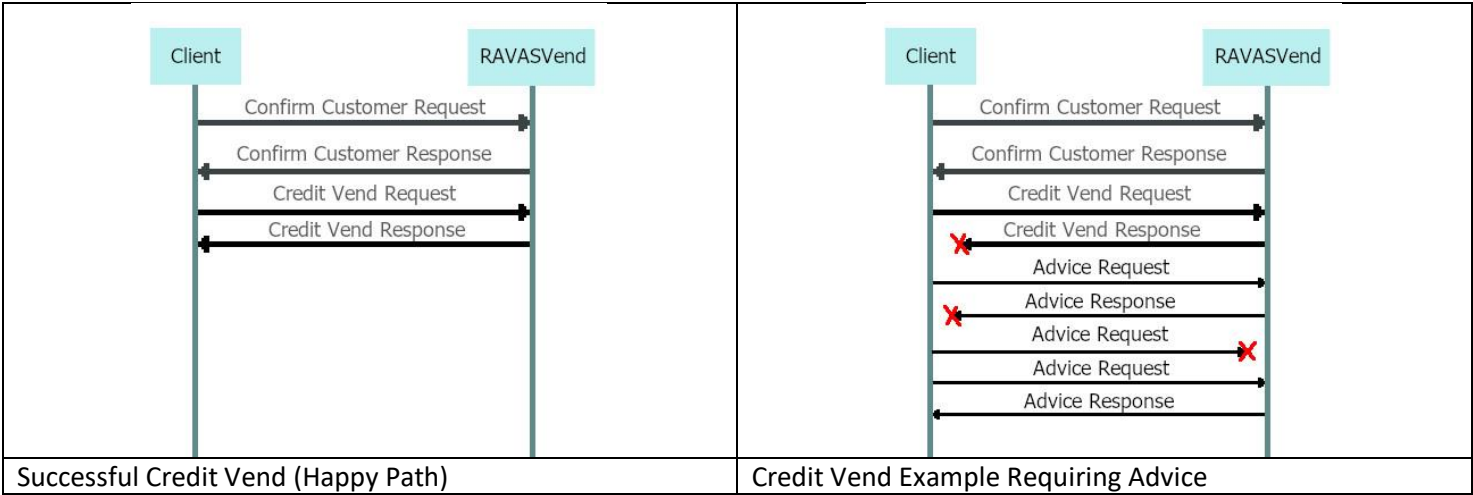 Client
RAVASVend
Confirm Customer Request
Confirm Customer Response
Credit Vend Request
Credit Vend Response
Successful Credit Vend (Happy Path)
Client
RAVASVend
Confirm Customer Request
Confirm Customer Response
Credit Vend Request
Credit Vend Response
Advice Request
Advice Response
Advice Request
Advice Request
Advice Response
Credit Vend Example Requiring Advice